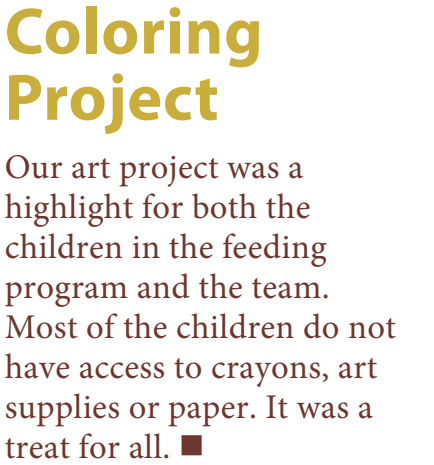 Coloring
Project
Our art project was a
highlight for both the
children in the feeding
program and the team.
Most of the children do not
have access to crayons, art
supplies or paper. It was a
treat for all. ■